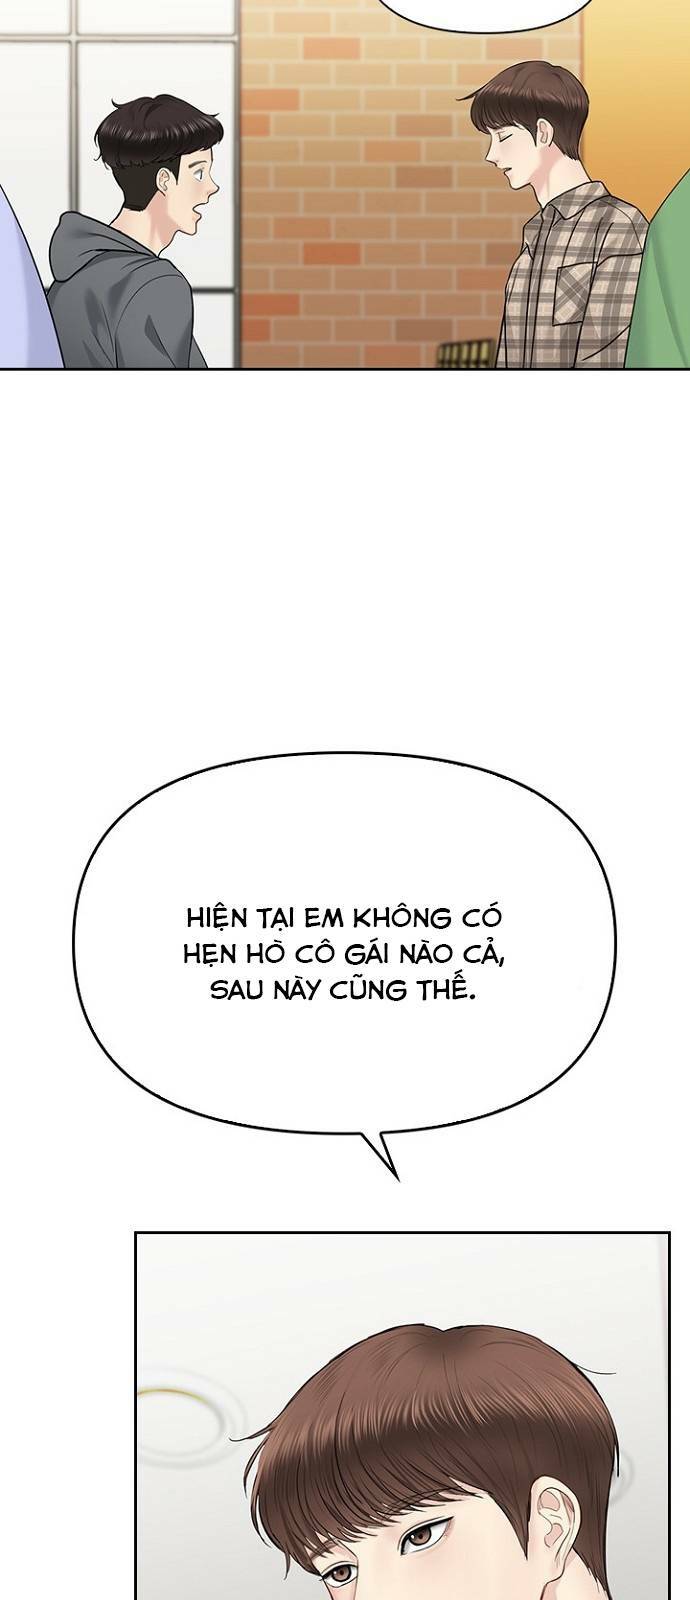 HIỆN TẠI EM KHÔNG CÓ
HẸN HÒ CÔ GÁI NÀO CẢ,
SAU NÀY CŨNG THẾ.